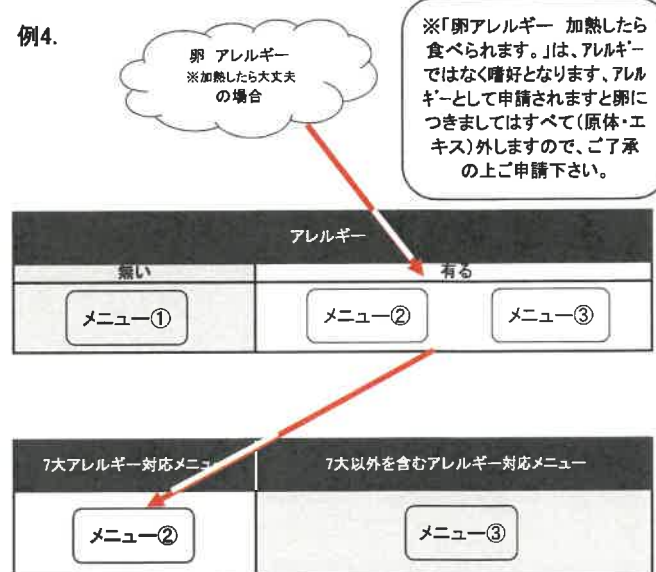 例4.
卵 アレルギー
※加熱したら大丈夫
の場合
※「卵アレルギー 加熱したら
食べられます。」は、アレルギー
ではなく嗜好となります、アレル
ギーとして申請されますと卵に
つきましてはすべて(原体・エ
キス)外しますので、ご了承
の上ご申請下さい。
アレルギー
無い 有る
メニュー① メニュー② メニュー③
7大アレルギー対応メニュー 7大以外を含むアレルギー対応メニュー
メニュー② メニュー③